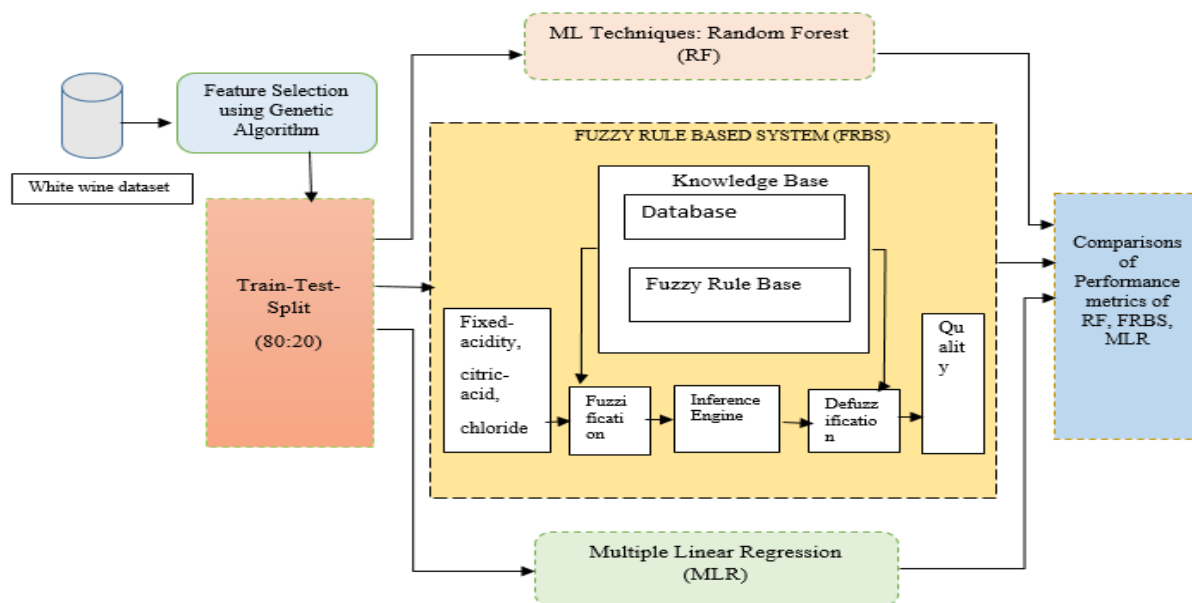 White wine dataset
Feature Selection
using Genetic
Algorithm
Train-Test-
Split
(80:20)
ML Techniques: Random Forest
(RF)
FUZZY RULE BASED SYSTEM (FRBS)
Knowledge Base
Database
Fuzzy Rule Base
Fixed-
acidity,
citric-
acid,
chloride
Fuzzi
ficati
on
Inference
Engine
Defuzz
ificatio
n
Qu
ality
Multiple Linear Regression
(MLR)
Comparisons
of
Performance
metrics of
RF, FRBS,
MLR